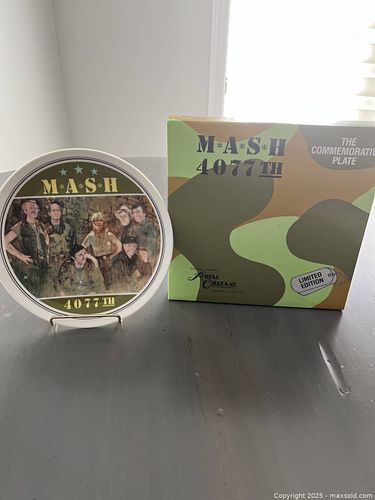 M*A*S*H
4077TH
M*A*S*H
4077TH
THE
COMMEMORATIVE
PLATE
ROYAL
ORLEANS
LIMITED
EDITION
Copyright © 2025 - maxsold.com